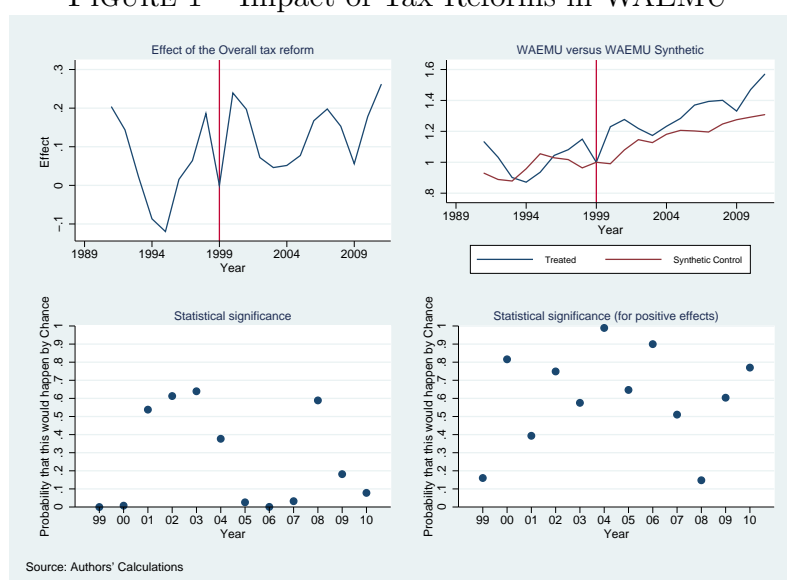 FIGURE 1 – Impact of Tax Reforms in WAEMU
Effect of the Overall tax reform
Effect
-.1 0 .1 .2 .3
1989 1994 1999 2004 2009
Year
WAEMU versus WAEMU Synthetic
.8 1 1.2 1.4 1.6
1989 1994 1999 2004 2009
Year
Treated Synthetic Control
Statistical significance
Probability that this would happen by Chance
0 .1 .2 .3 .4 .5 .6 .7 .8 .9 1
99 00 01 02 03 04 05 06 07 08 09 10
Year
Statistical significance (for positive effects)
Probability that this would happen by Chance
0 .1 .2 .3 .4 .5 .6 .7 .8 .9 1
99 00 01 02 03 04 05 06 07 08 09 10
Year
Source: Authors' Calculations